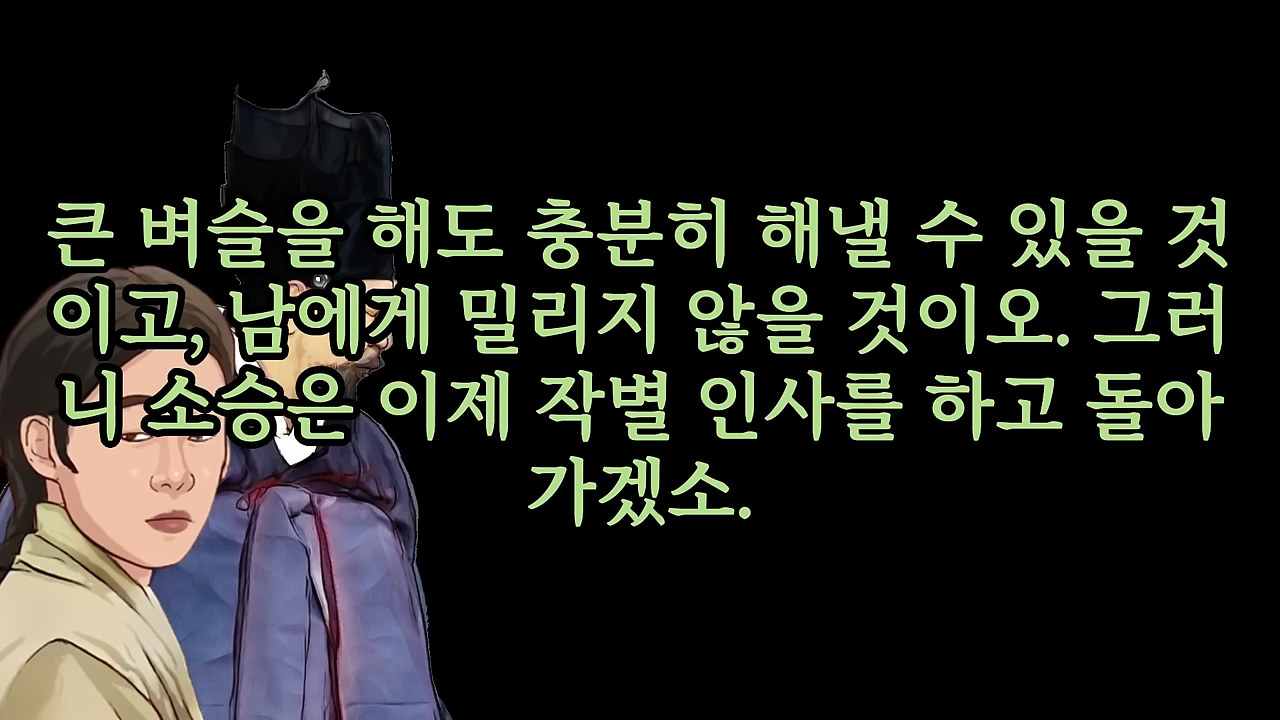 큰 벼슬을 해도 충분히 해낼 수 있을 것
이고, 남에게 밀리지 않을 것이오. 그러
니 소승은 이제 작별 인사를 하고 돌아
가겠소.